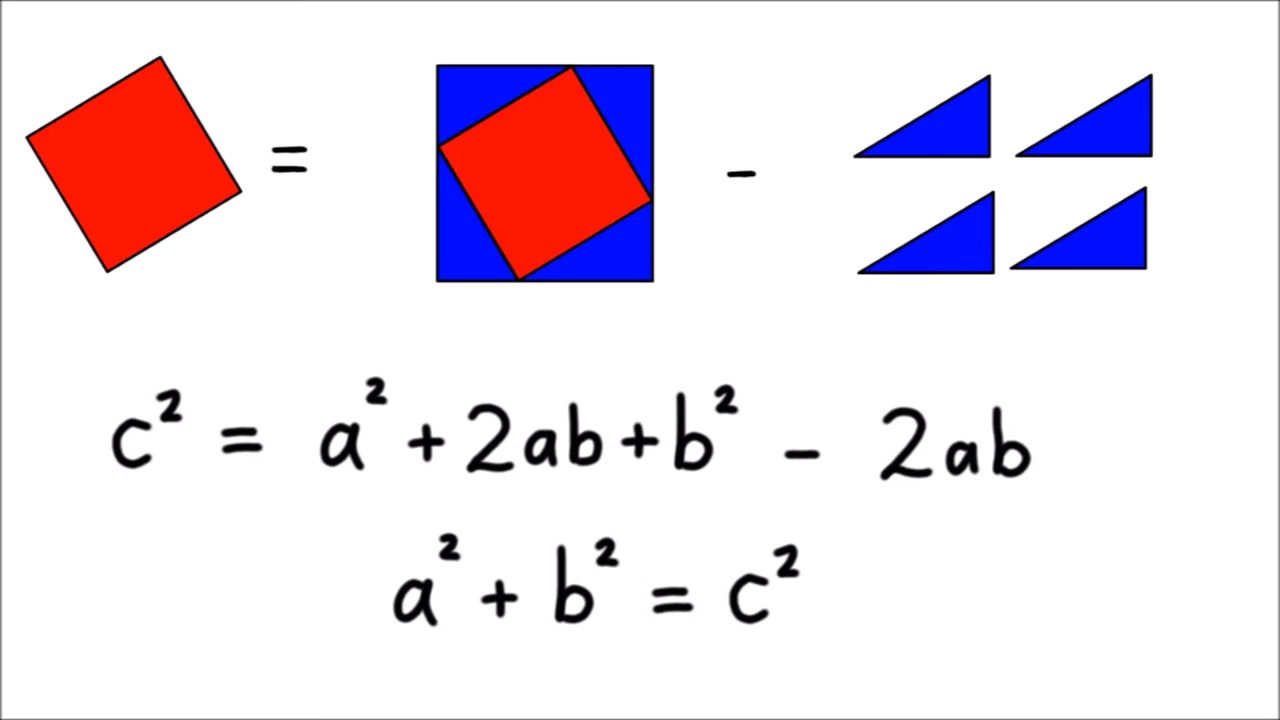 = -
c² = a² + 2ab + b² - 2ab
a² + b² = c²